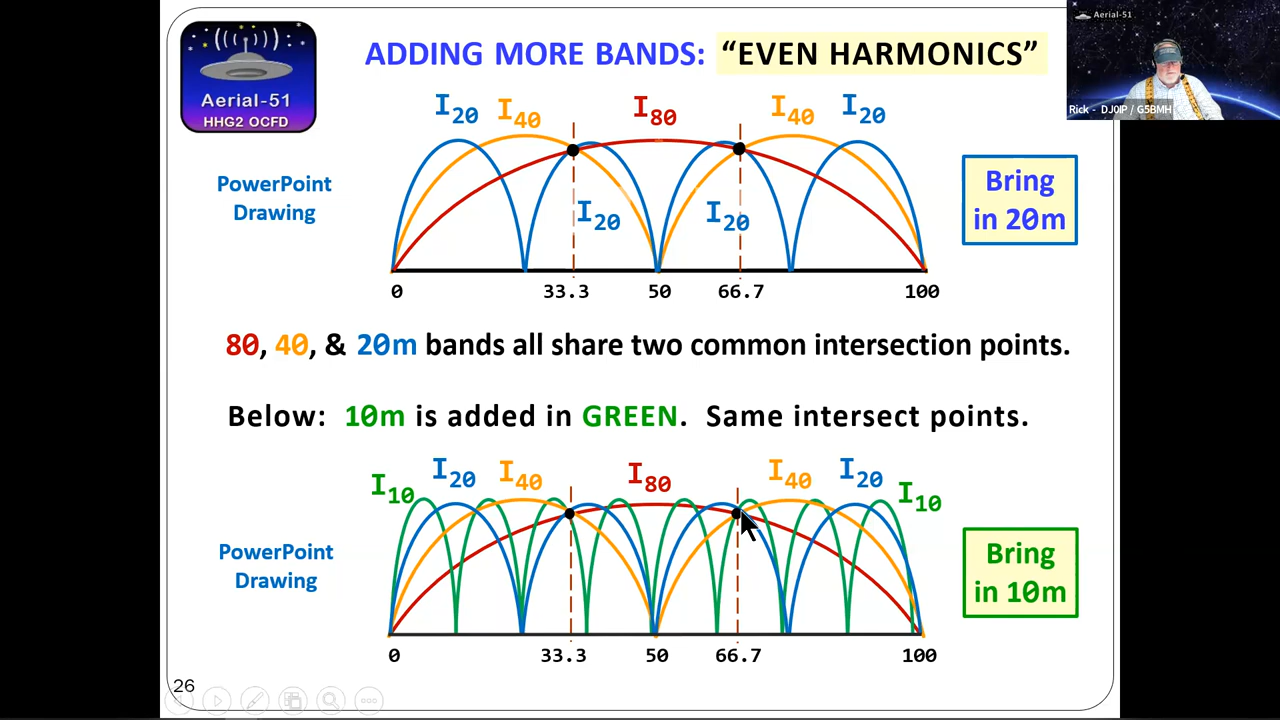 ADDING MORE BANDS: “EVEN HARMONICS”
Aerial-51
HHG2 OCFD
Aerial-51
Rick - DJ0IP / G5BMH
I20 I40 I80 I40 I20
PowerPoint
Drawing
I20 I20
Bring
in 20m
0 33.3 50 66.7 100
80, 40, & 20m bands all share two common intersection points.
Below: 10m is added in GREEN. Same intersect points.
I10 I20 I40 I80 I40 I20 I10
PowerPoint
Drawing
Bring
in 10m
0 33.3 50 66.7 100
26